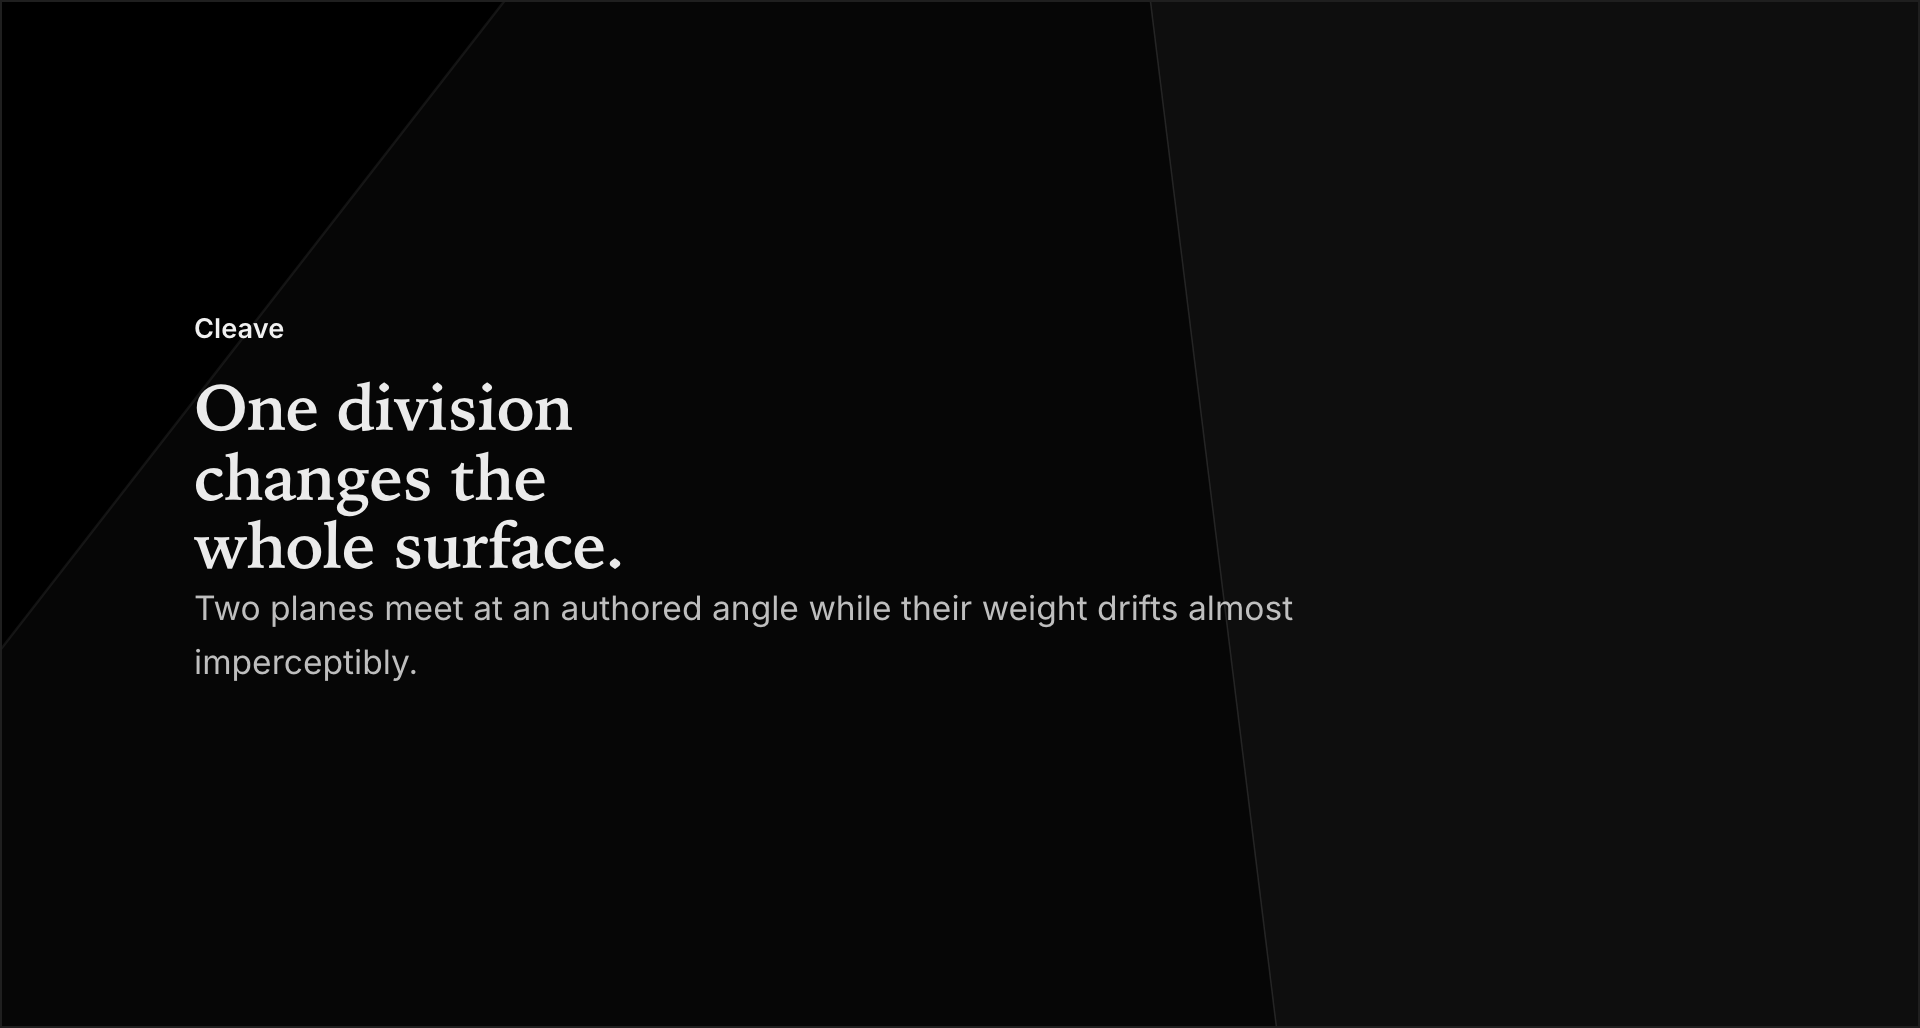 Cleave
One division
changes the
whole surface.
Two planes meet at an authored angle while their weight drifts almost
imperceptibly.